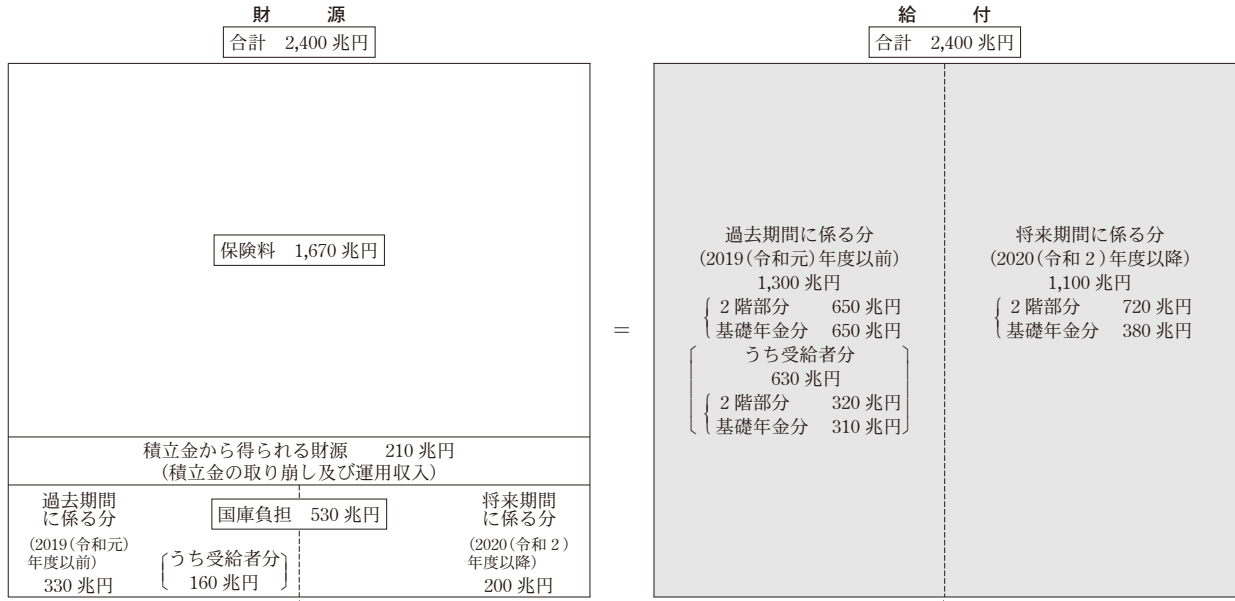 財　源
合計　2,400 兆円
保険料　1,670 兆円
積立金から得られる財源　210 兆円
(積立金の取り崩し及び運用収入)
過去期間
に係る分
(2019(令和元)
年度以前)
330 兆円
国庫負担　530 兆円
うち受給者分
160 兆円
将来期間
に係る分
(2020(令和 2 )
年度以降)
200 兆円
＝
給　付
合計　2,400 兆円
過去期間に係る分
(2019(令和元)年度以前)
1,300 兆円
2 階部分　650 兆円
基礎年金分　650 兆円
うち受給者分
630 兆円
2 階部分　320 兆円
基礎年金分　310 兆円
将来期間に係る分
(2020(令和 2 )年度以降)
1,100 兆円
2 階部分　720 兆円
基礎年金分　380 兆円